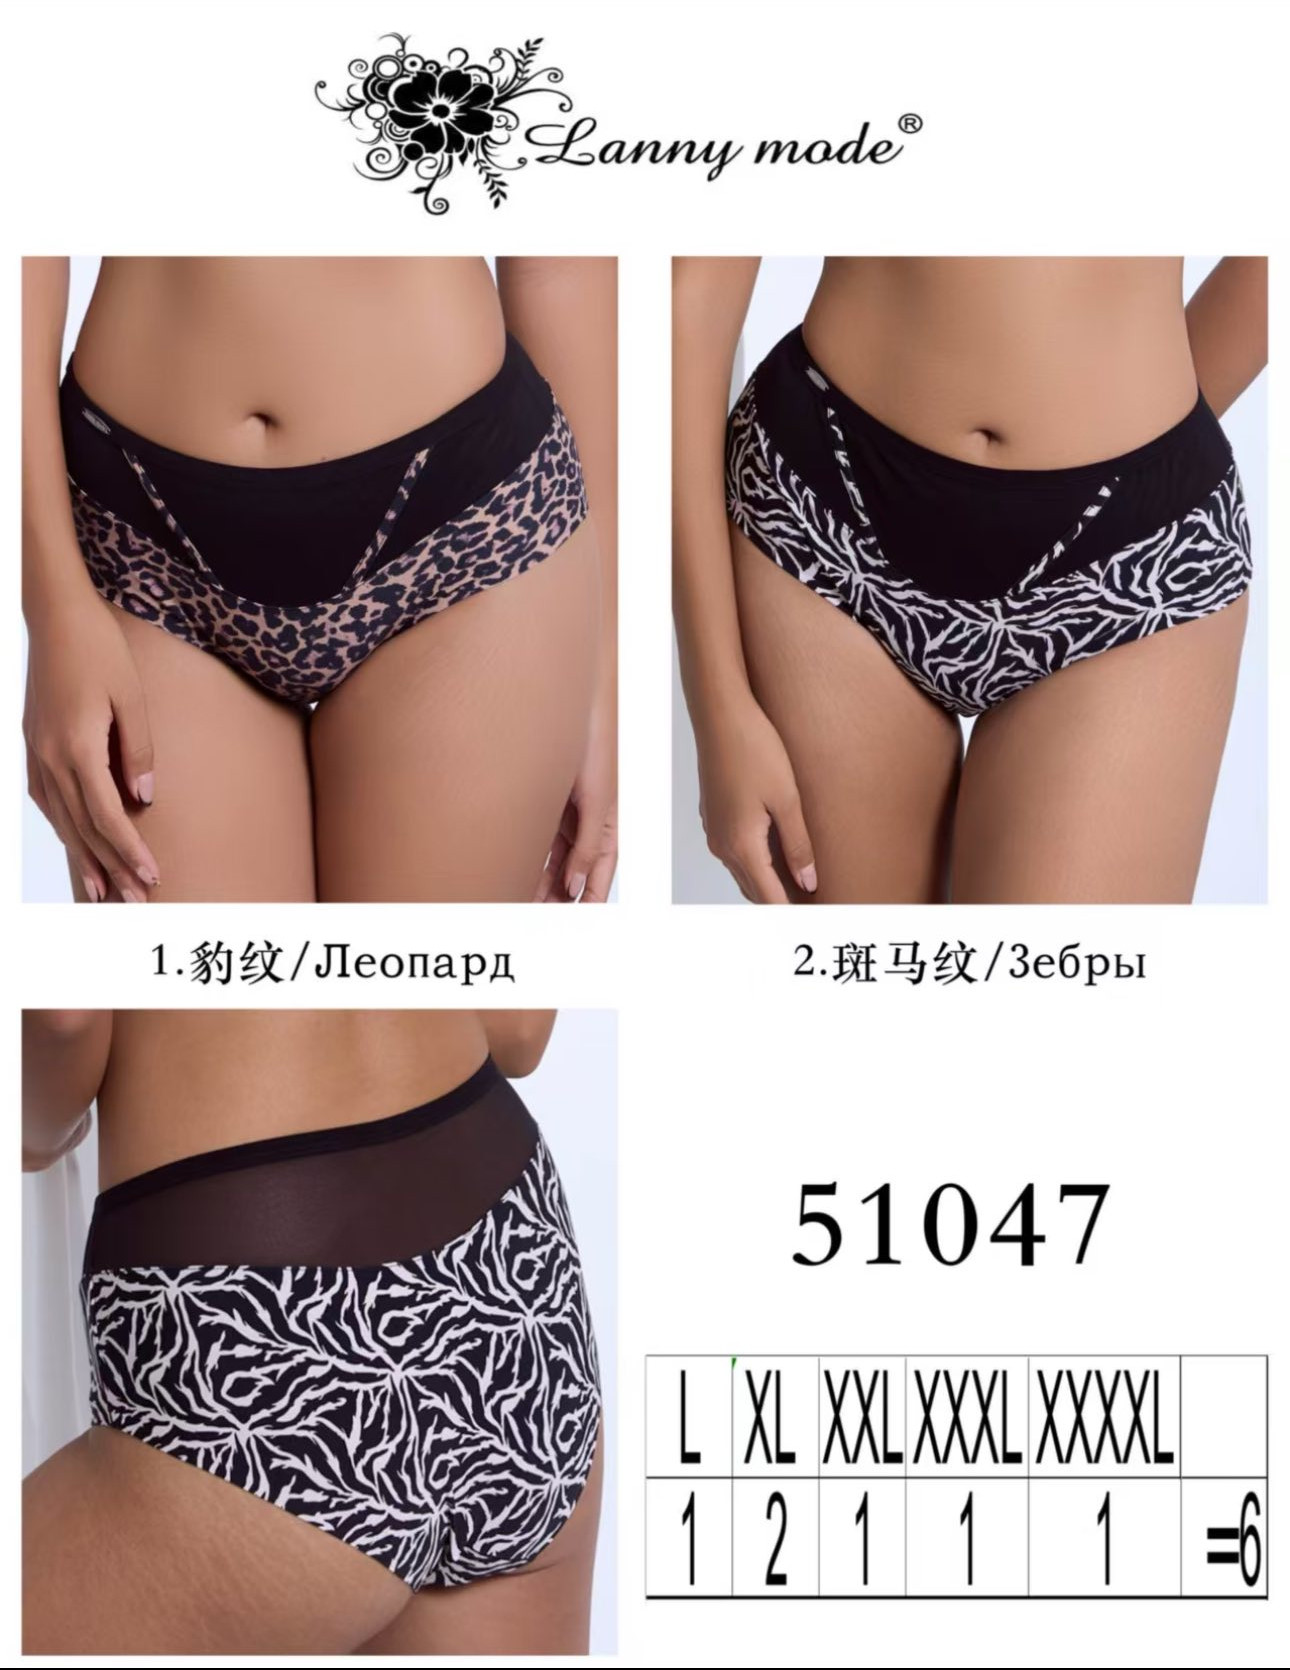 Lanny mode®
1.豹纹/Леопард
2.斑马纹/Зебры
51047
L XL XXL XXXL XXXXL
1 2 1 1 1 =6